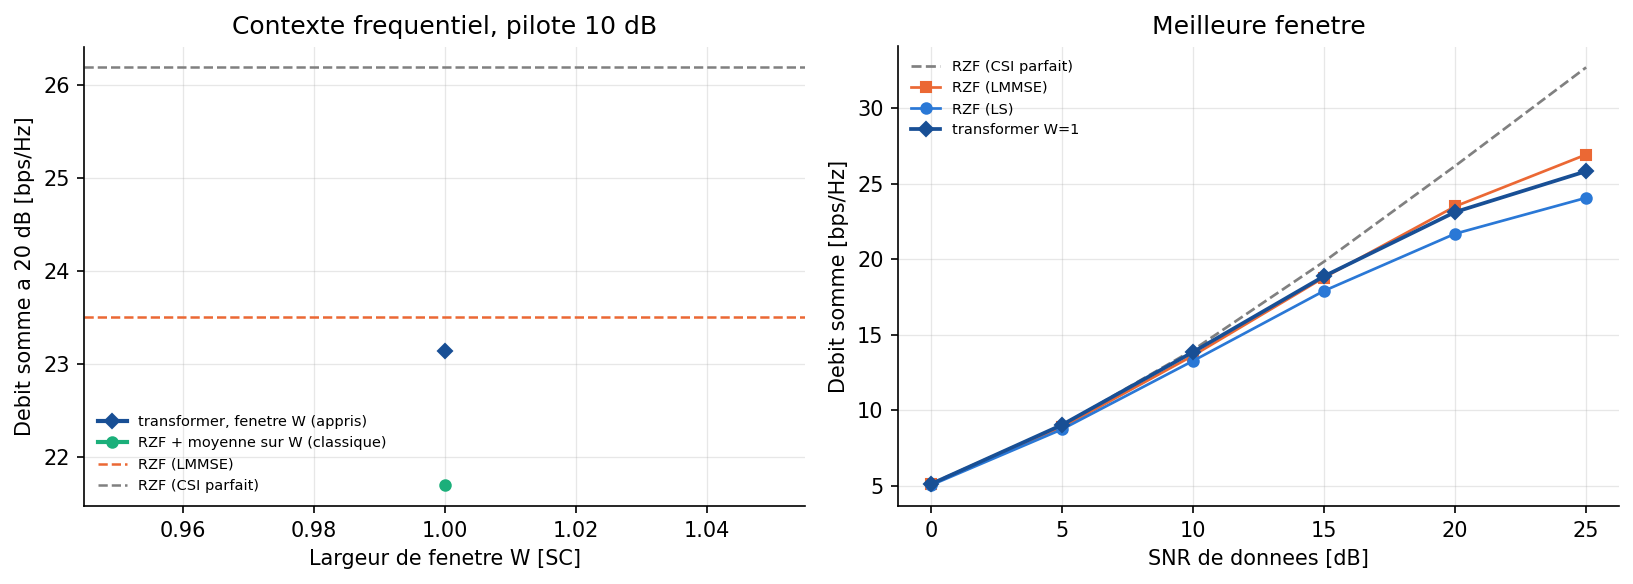 Contexte frequentiel, pilote 10 dB
Debit somme a 20 dB [bps/Hz]
26
25
24
23
22
transformer, fenetre W (appris)
RZF + moyenne sur W (classique)
RZF (LMMSE)
RZF (CSI parfait)
0.96
0.98
1.00
1.02
1.04
Largeur de fenetre W [SC]
Meilleure fenetre
Debit somme [bps/Hz]
30
25
20
15
10
5
RZF (CSI parfait)
RZF (LMMSE)
RZF (LS)
transformer W=1
0
5
10
15
20
25
SNR de donnees [dB]